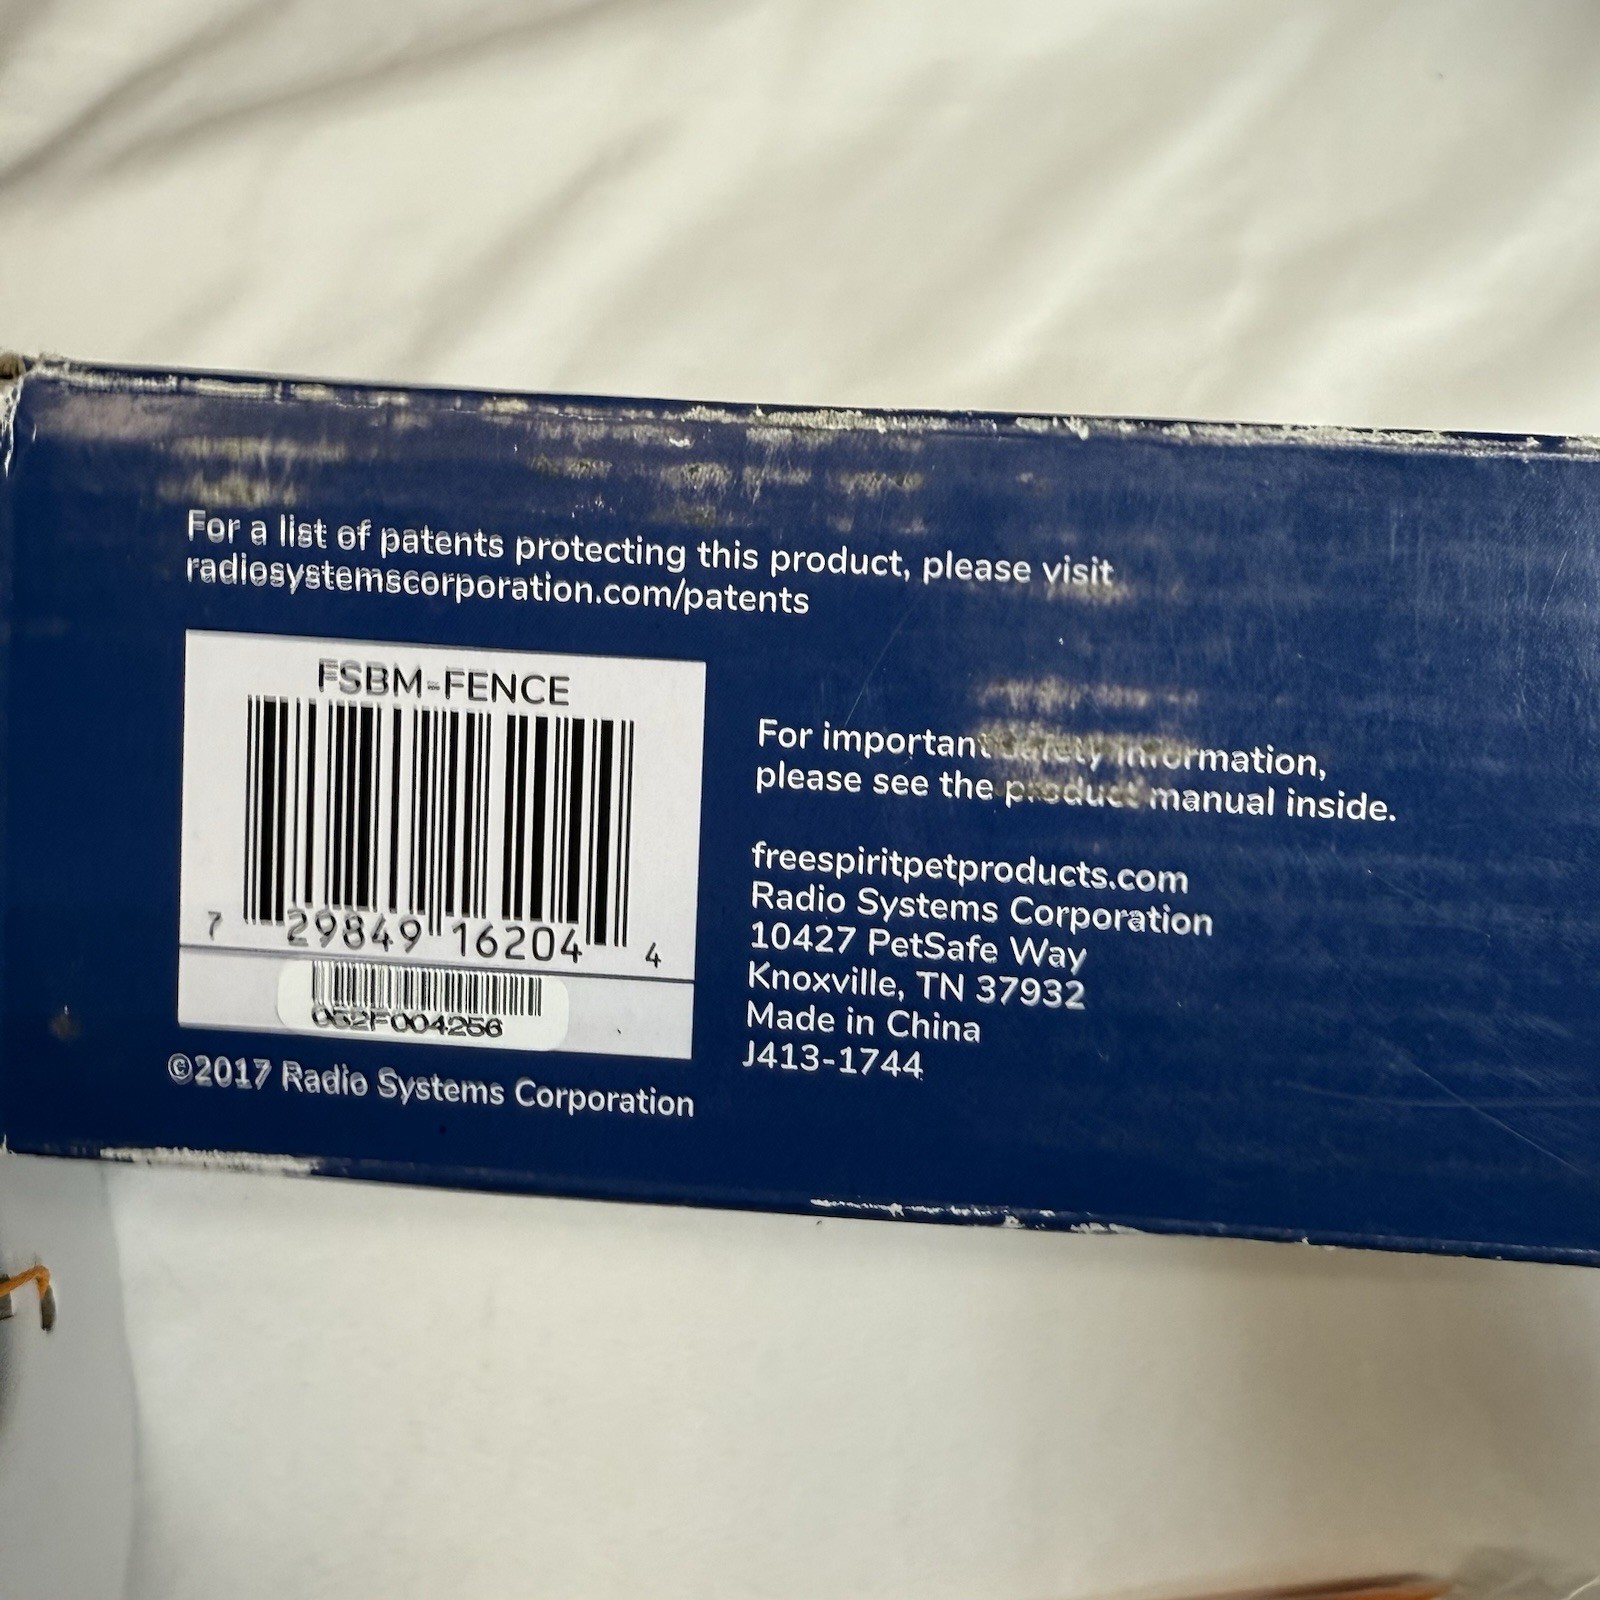 For a list of patents protecting this product, please visit
radiosystemscorporation.com/patents
FSBM-FENCE
7 29849 16204 4
052F004256
©2017 Radio Systems Corporation
For important safety information,
please see the product manual inside.
freespiritpetproducts.com
Radio Systems Corporation
10427 PetSafe Way
Knoxville, TN 37932
Made in China
J413-1744